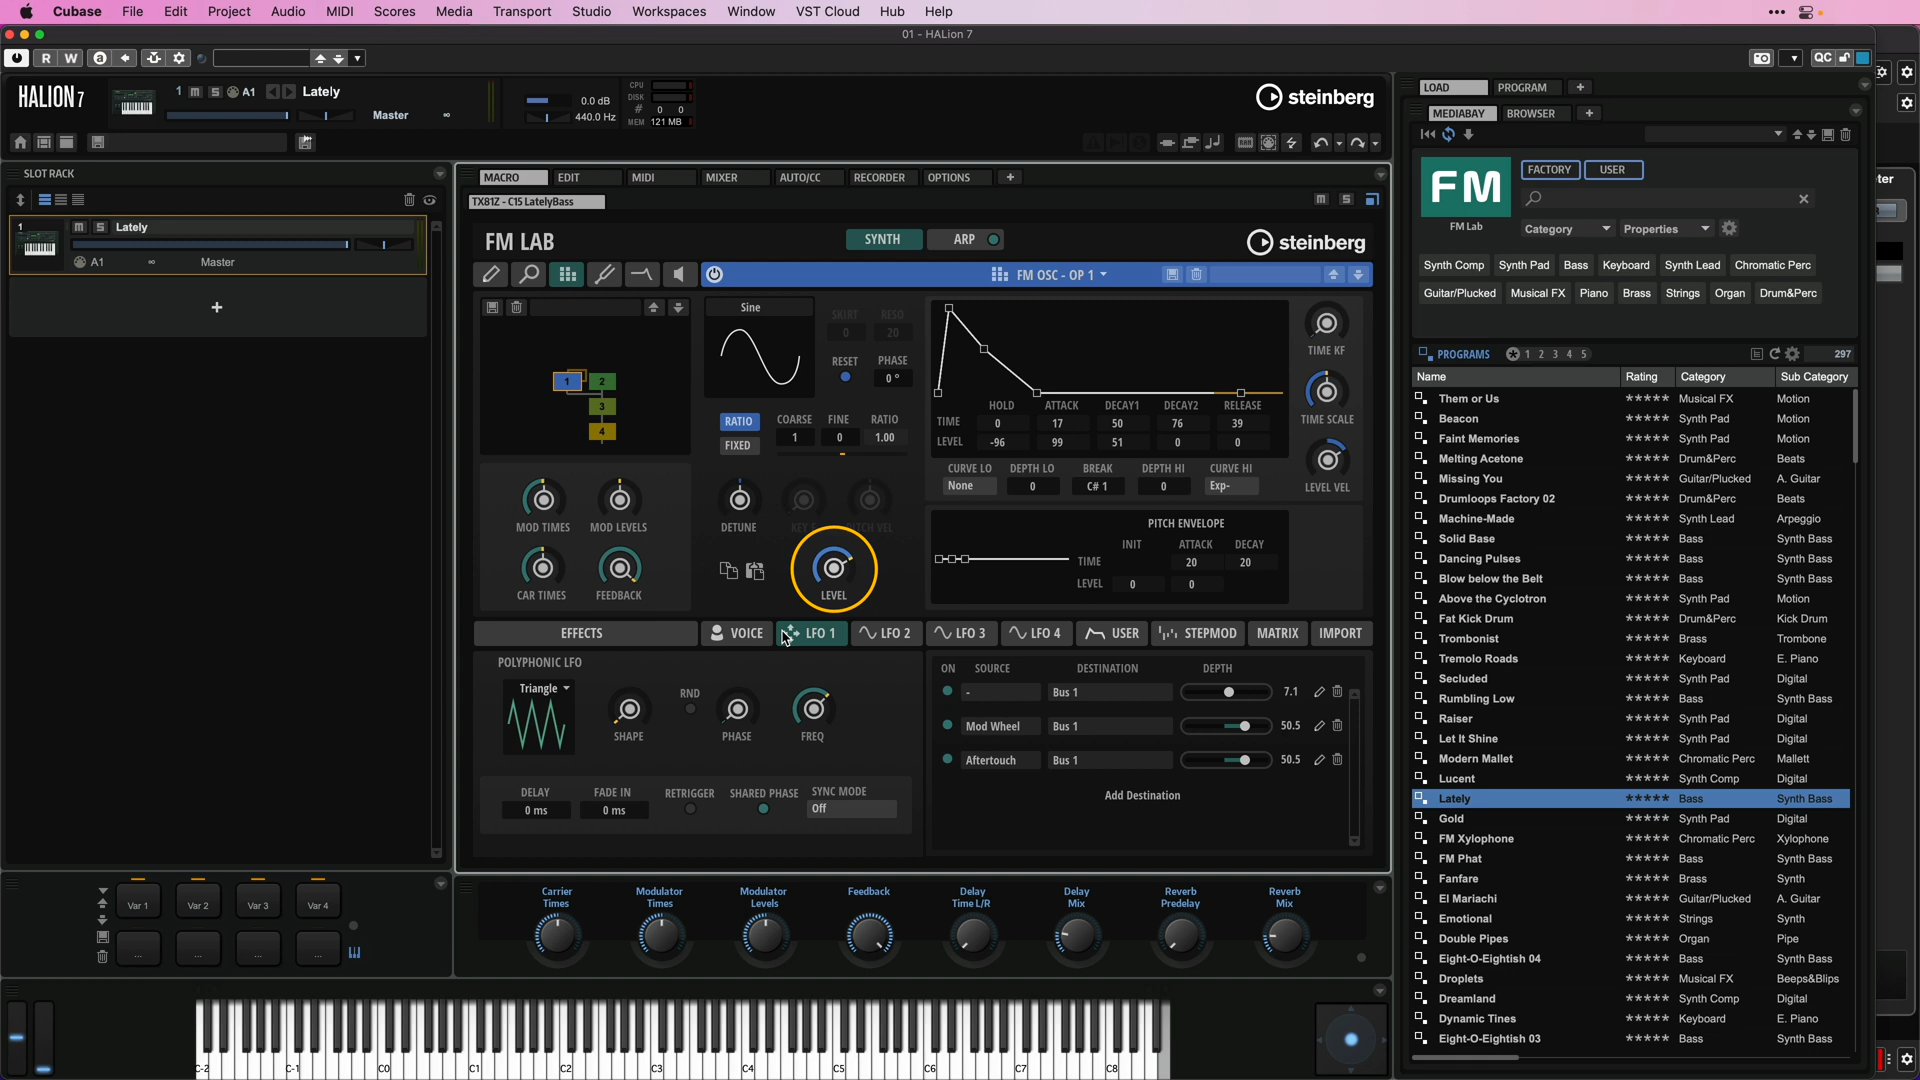 Cubase File Edit Project Audio MIDI Scores Media Transport Studio Workspaces Window VST Cloud Hub Help
01 - HALion 7
R W a QC
HALION 7 1 M S A1 Lately
Master ∞
0.0 dB
440.0 Hz
CPU
DISK
# 0 0
MEM 121 MB
steinberg
LOAD PROGRAM +
MEDIABAY BROWSER +
SLOT RACK
1 M S Lately
A1 ∞ Master
+
MACRO EDIT MIDI MIXER AUTO/CC RECORDER OPTIONS +
TX81Z - C15 LatelyBass M S
FM LAB SYNTH ARP steinberg
FM OSC - OP 1
1 2
3
4
Sine
SKIRT RESO
0 20
RESET PHASE
0 °
RATIO COARSE FINE RATIO
FIXED 1 0 1.00
HOLD ATTACK DECAY1 DECAY2 RELEASE
TIME 0 17 50 76 39
LEVEL -96 99 51 0 0
CURVE LO DEPTH LO BREAK DEPTH HI CURVE HI
None 0 C# 1 0 Exp-
TIME KF
TIME SCALE
LEVEL VEL
MOD TIMES MOD LEVELS DETUNE
CAR TIMES FEEDBACK LEVEL
PITCH ENVELOPE
INIT ATTACK DECAY
TIME 20 20
LEVEL 0 0
EFFECTS VOICE LFO 1 LFO 2 LFO 3 LFO 4 USER STEPMOD MATRIX IMPORT
POLYPHONIC LFO
Triangle
SHAPE RND PHASE FREQ
DELAY FADE IN RETRIGGER SHARED PHASE SYNC MODE
0 ms 0 ms Off
ON SOURCE DESTINATION DEPTH
- Bus 1 7.1
Mod Wheel Bus 1 50.5
Aftertouch Bus 1 50.5
Add Destination
Var 1 Var 2 Var 3 Var 4
... ... ... ...
Carrier Times
Modulator Times
Modulator Levels
Feedback
Delay Time L/R
Delay Mix
Reverb Predelay
Reverb Mix
C-2 C-1 C0 C1 C2 C3 C4 C5 C6 C7 C8
FM
FM Lab
FACTORY USER
Category Properties
Synth Comp Synth Pad Bass Keyboard Synth Lead Chromatic Perc
Guitar/Plucked Musical FX Piano Brass Strings Organ Drum&Perc
PROGRAMS 1 2 3 4 5 297
Name Rating Category Sub Category
Them or Us ***** Musical FX Motion
Beacon ***** Synth Pad Motion
Faint Memories ***** Synth Pad Motion
Melting Acetone ***** Drum&Perc Beats
Missing You ***** Guitar/Plucked A. Guitar
Drumloops Factory 02 ***** Drum&Perc Beats
Machine-Made ***** Synth Lead Arpeggio
Solid Base ***** Bass Synth Bass
Dancing Pulses ***** Bass Synth Bass
Blow below the Belt ***** Bass Synth Bass
Above the Cyclotron ***** Synth Pad Motion
Fat Kick Drum ***** Drum&Perc Kick Drum
Trombonist ***** Brass Trombone
Tremolo Roads ***** Keyboard E. Piano
Secluded ***** Synth Pad Digital
Rumbling Low ***** Bass Synth Bass
Raiser ***** Synth Pad Digital
Let It Shine ***** Synth Pad Digital
Modern Mallet ***** Chromatic Perc Mallett
Lucent ***** Synth Comp Digital
Lately ***** Bass Synth Bass
Gold ***** Synth Pad Digital
FM Xylophone ***** Chromatic Perc Xylophone
FM Phat ***** Bass Synth Bass
Fanfare ***** Brass Synth
El Mariachi ***** Guitar/Plucked A. Guitar
Emotional ***** Strings Synth
Double Pipes ***** Organ Pipe
Eight-O-Eightish 04 ***** Bass Synth Bass
Droplets ***** Musical FX Beeps&Blips
Dreamland ***** Synth Comp Digital
Dynamic Tines ***** Keyboard E. Piano
Eight-O-Eightish 03 ***** Bass Synth Bass